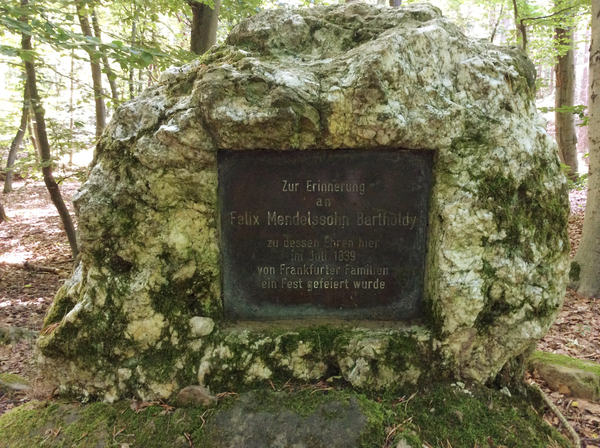 Zur Erinnerung
an
Felix Mendelssohn Bartholdy
zu dessen Ehren hier
im Juli 1839
von Frankfurter Familien
ein Fest gefeiert wurde